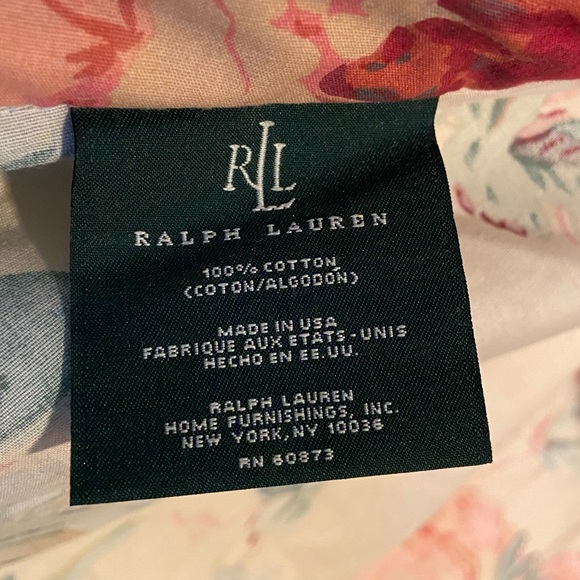 RLL
RALPH LAUREN
100% COTTON
(COTON/ALGODON)
MADE IN USA
FABRIQUE AUX ETATS-UNIS
HECHO EN EE.UU.
RALPH LAUREN
HOME FURNISHINGS, INC.
NEW YORK, NY 10036
RN 60873